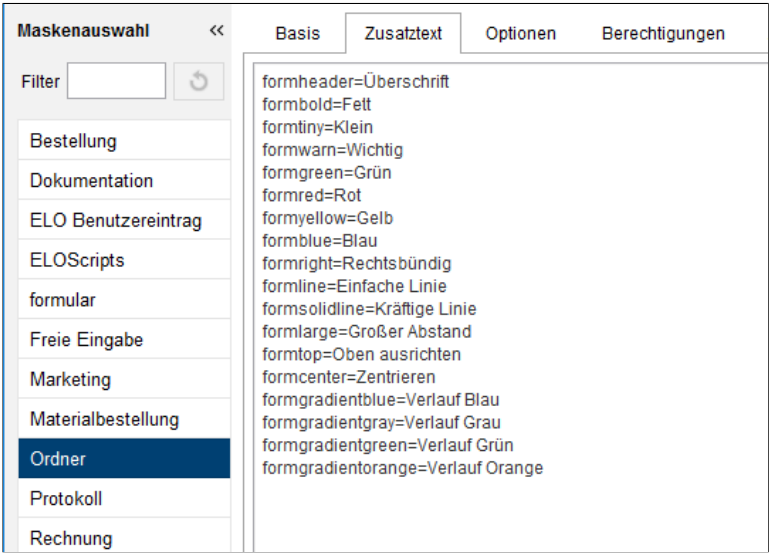 Maskenauswahl «
Filter
Bestellung
Dokumentation
ELO Benutzereintrag
ELOScripts
formular
Freie Eingabe
Marketing
Materialbestellung
Ordner
Protokoll
Rechnung
Basis Zusatztext Optionen Berechtigungen
formheader=Überschrift
formbold=Fett
formtiny=Klein
formwarn=Wichtig
formgreen=Grün
formred=Rot
formyellow=Gelb
formblue=Blau
formright=Rechtsbündig
formline=Einfache Linie
formsolidline=Kräftige Linie
formlarge=Großer Abstand
formtop=Oben ausrichten
formcenter=Zentrieren
formgradientblue=Verlauf Blau
formgradientgray=Verlauf Grau
formgradientgreen=Verlauf Grün
formgradientorange=Verlauf Orange